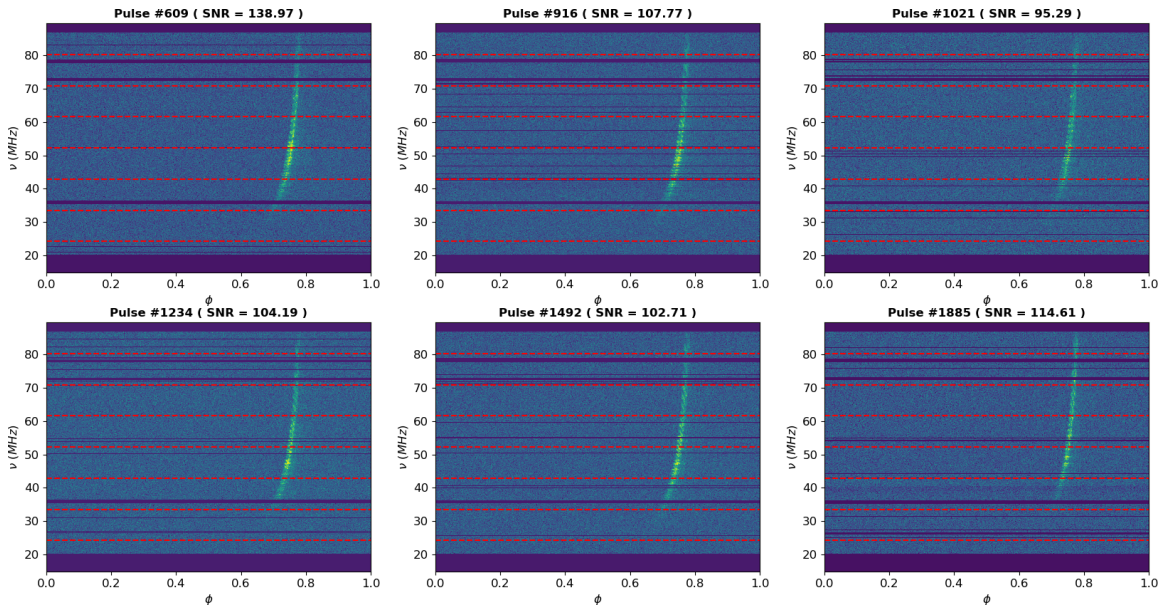 Pulse #609 ( SNR = 138.97 )
Pulse #916 ( SNR = 107.77 )
Pulse #1021 ( SNR = 95.29 )
ν (MHz)
80
70
60
50
40
30
20
0.0 0.2 0.4 0.6 0.8 1.0
ϕ
ν (MHz)
80
70
60
50
40
30
20
0.0 0.2 0.4 0.6 0.8 1.0
ϕ
ν (MHz)
80
70
60
50
40
30
20
0.0 0.2 0.4 0.6 0.8 1.0
ϕ
Pulse #1234 ( SNR = 104.19 )
Pulse #1492 ( SNR = 102.71 )
Pulse #1885 ( SNR = 114.61 )
ν (MHz)
80
70
60
50
40
30
20
0.0 0.2 0.4 0.6 0.8 1.0
ϕ
ν (MHz)
80
70
60
50
40
30
20
0.0 0.2 0.4 0.6 0.8 1.0
ϕ
ν (MHz)
80
70
60
50
40
30
20
0.0 0.2 0.4 0.6 0.8 1.0
ϕ